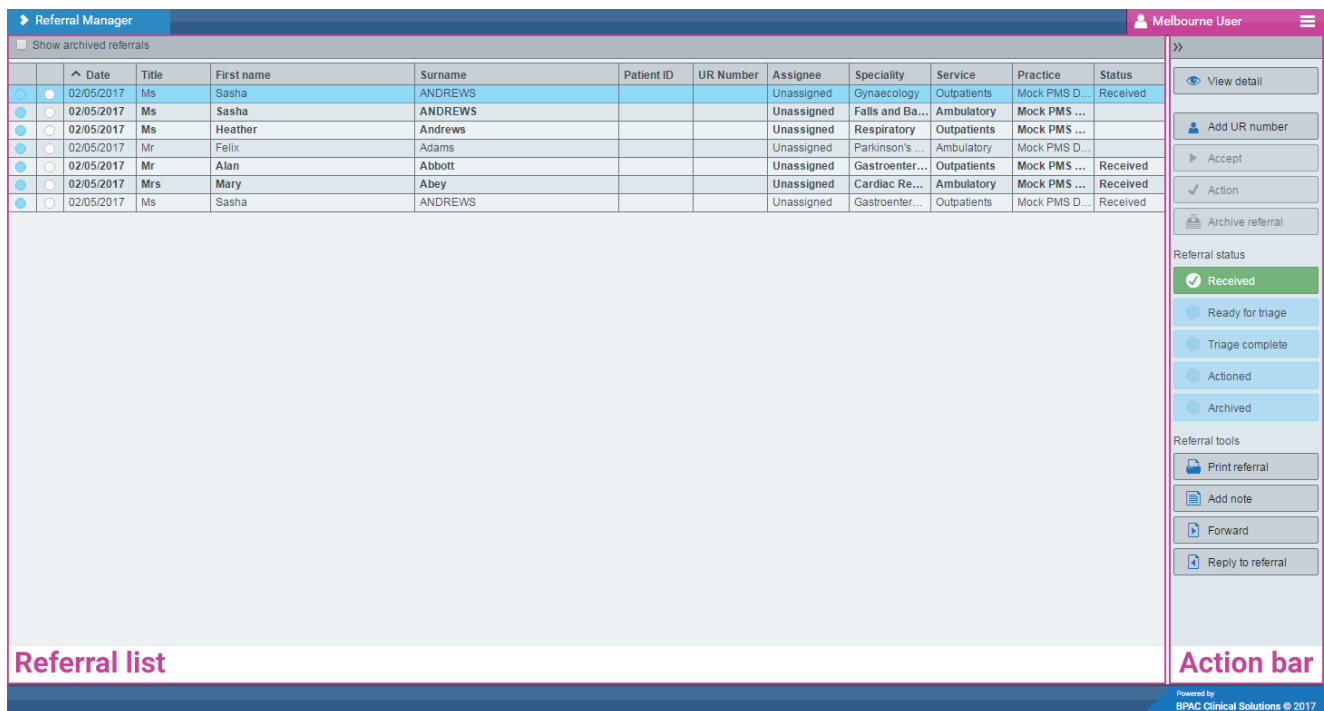 Referral Manager
Melbourne User
Show archived referrals
Date Title First name Surname Patient ID UR Number Assignee Speciality Service Practice Status
02/05/2017 Ms Sasha ANDREWS Unassigned Gynaecology Outpatients Mock PMS D... Received
02/05/2017 Ms Sasha ANDREWS Unassigned Falls and Ba... Ambulatory Mock PMS ...
02/05/2017 Ms Heather Andrews Unassigned Respiratory Outpatients Mock PMS ...
02/05/2017 Mr Felix Adams Unassigned Parkinson's ... Ambulatory Mock PMS D...
02/05/2017 Mr Alan Abbott Unassigned Gastroenter... Outpatients Mock PMS ... Received
02/05/2017 Mrs Mary Abey Unassigned Cardiac Re... Ambulatory Mock PMS ... Received
02/05/2017 Ms Sasha ANDREWS Unassigned Gastroenter... Outpatients Mock PMS D... Received
View detail
Add UR number
Accept
Action
Archive referral
Referral status
Received
Ready for triage
Triage complete
Actioned
Archived
Referral tools
Print referral
Add note
Forward
Reply to referral
Referral list
Action bar
Powered by
BPAC Clinical Solutions © 2017